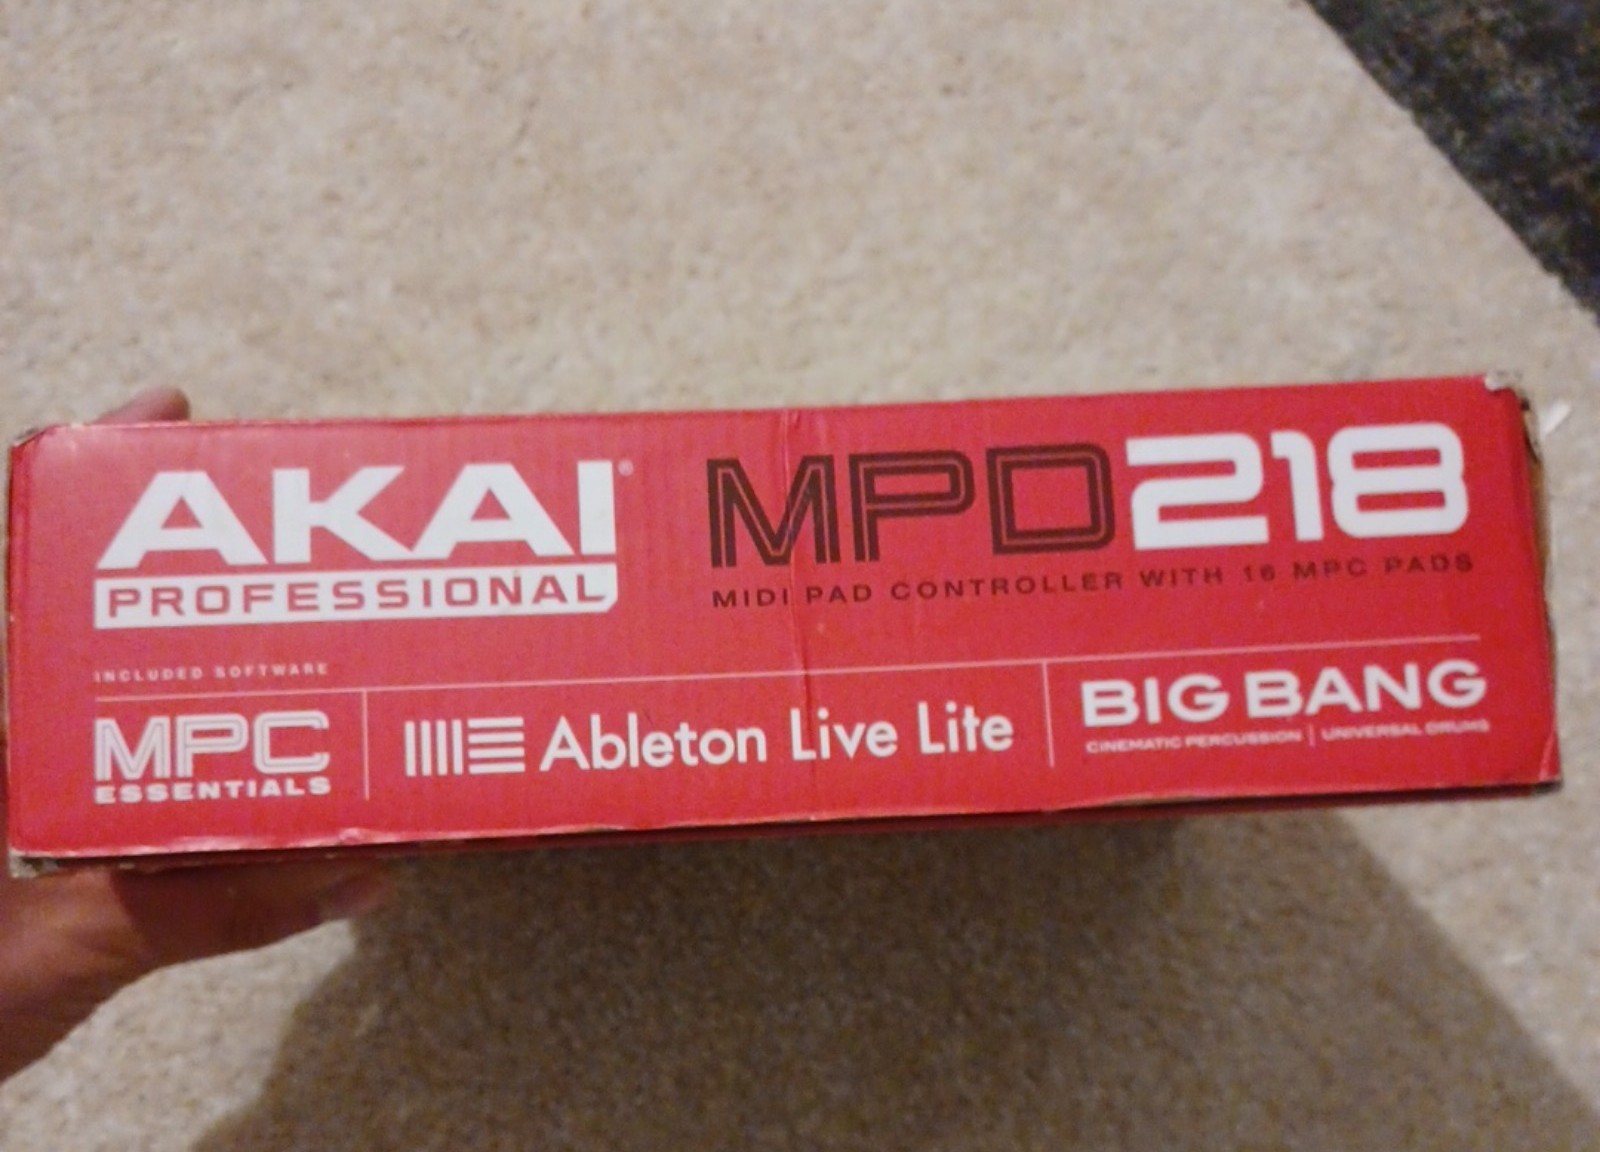 AKAI®
PROFESSIONAL
MPD218
MIDI PAD CONTROLLER WITH 16 MPC PADS
INCLUDED SOFTWARE
MPC
ESSENTIALS
Ableton Live Lite
BIG BANG
CINEMATIC PERCUSSION | UNIVERSAL DRUMS